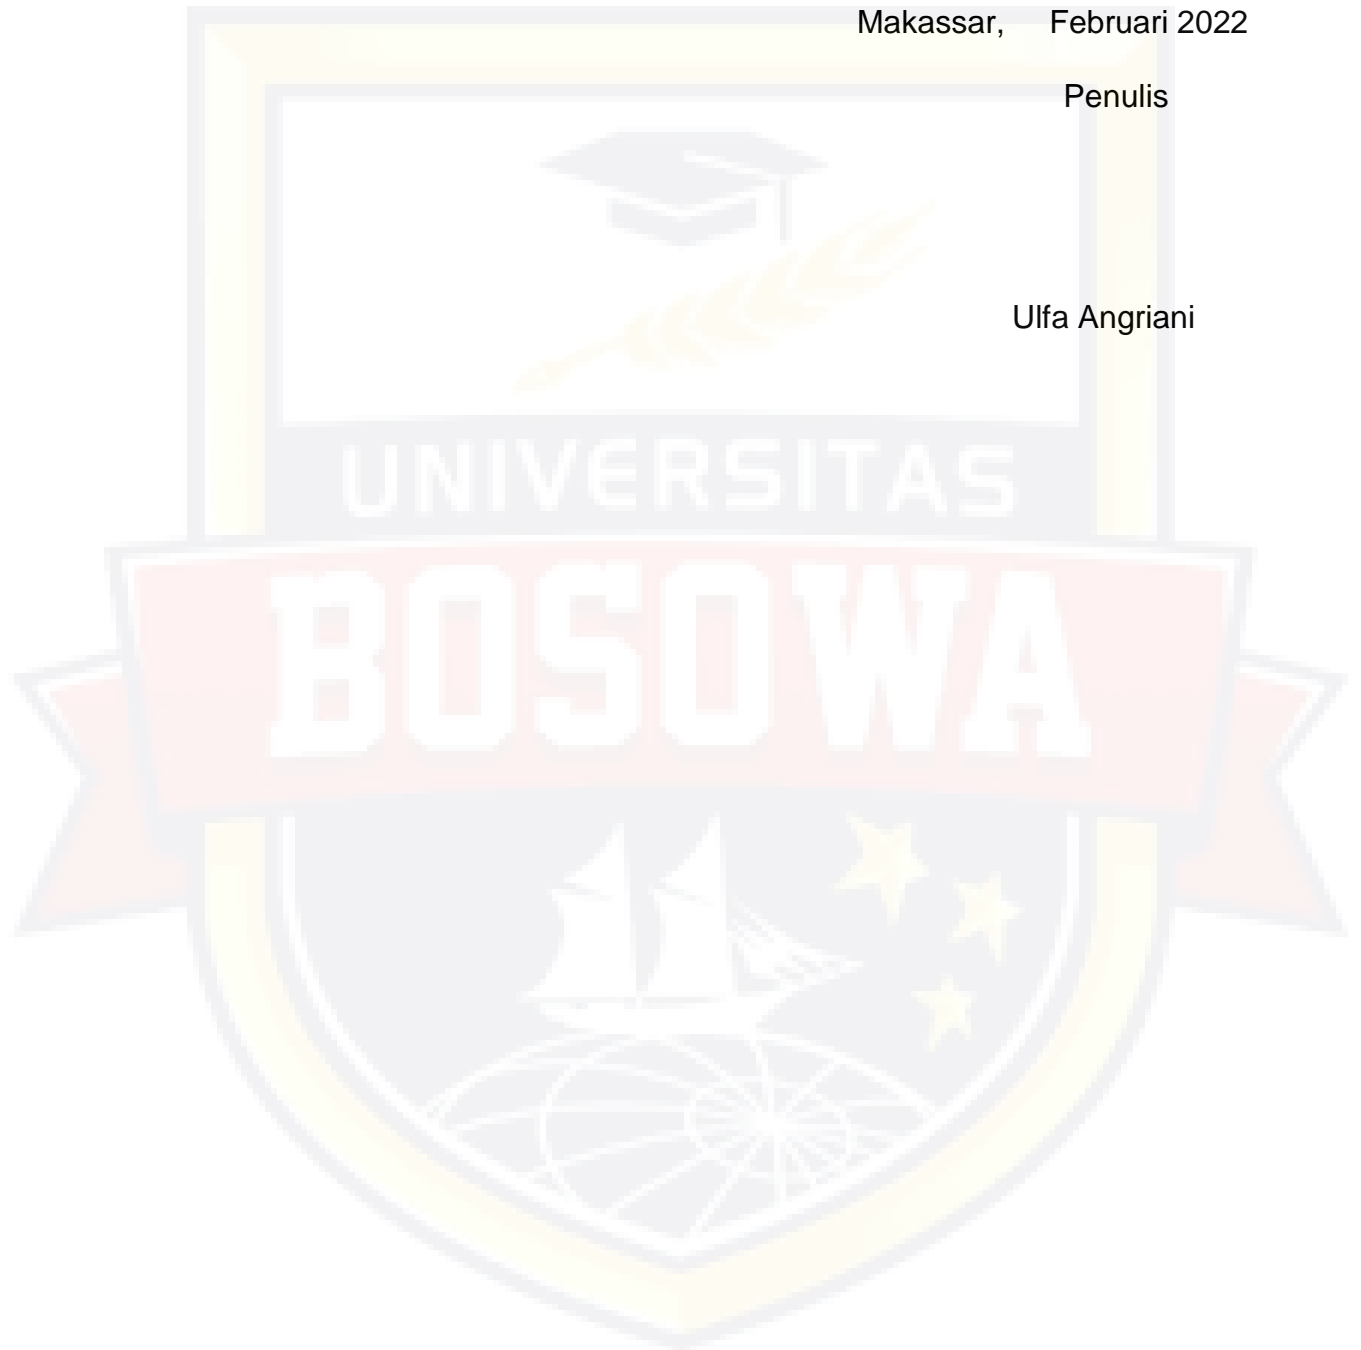 Makassar,     Februari 2022
Penulis
Ulfa Angriani
UNIVERSITAS
BOSOWA